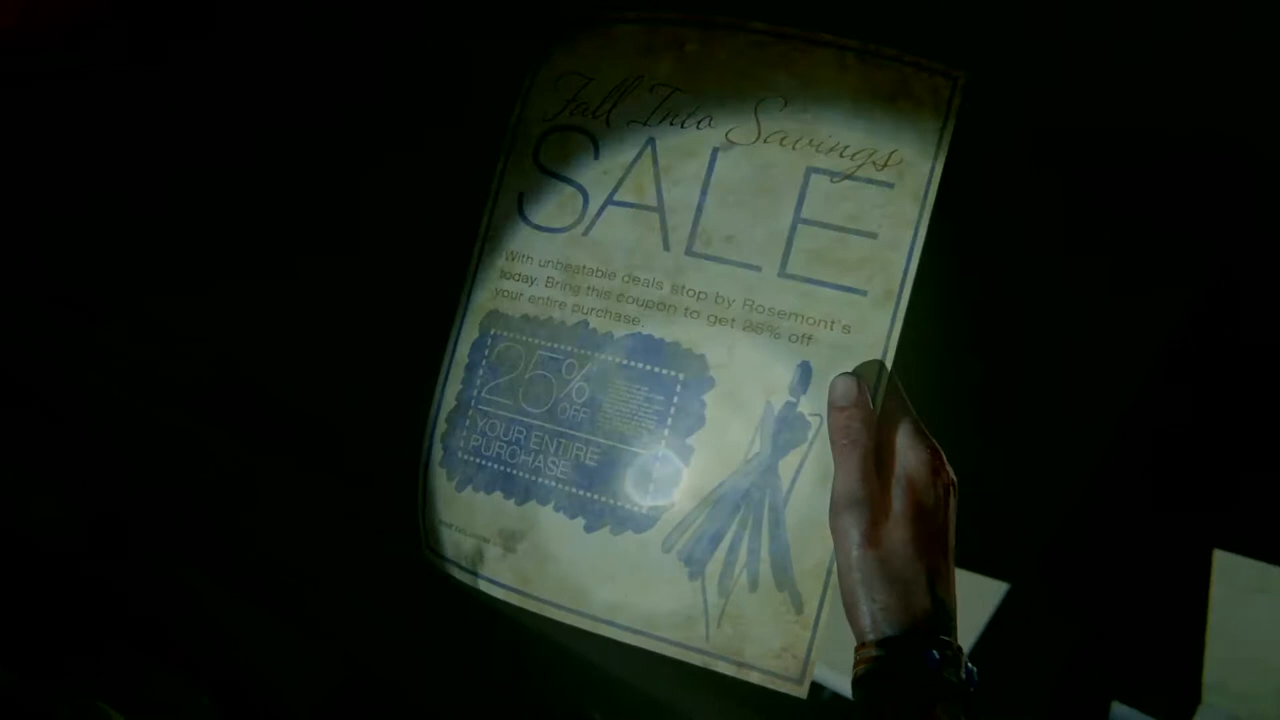 Fall Into Savings
SALE
With unbeatable deals stop by Rosemont's
today. Bring this coupon to get 25% off
your entire purchase.
25%
OFF
YOUR ENTIRE
PURCHASE